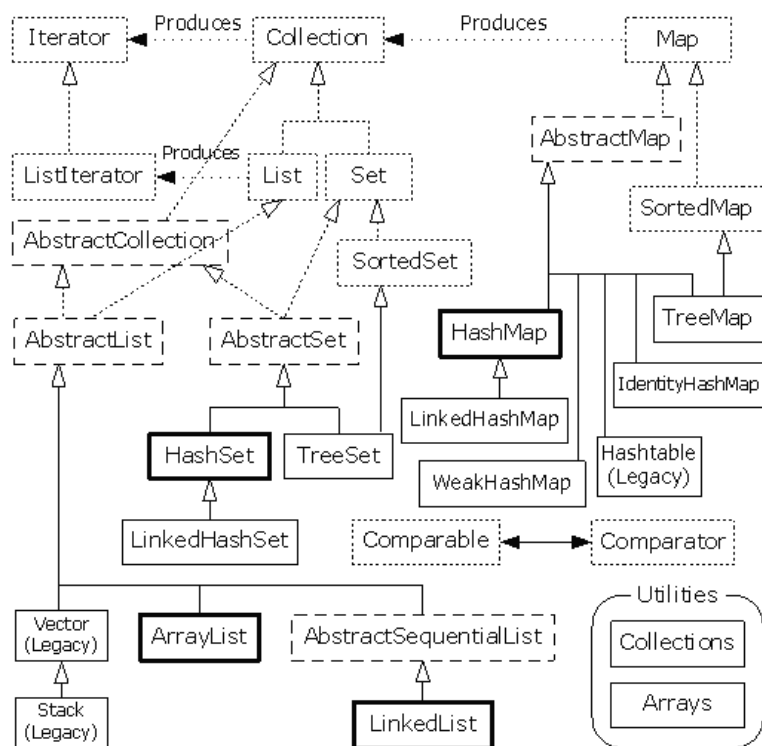 Produces
Produces
Iterator
Collection
Map
AbstractMap
Produces
ListIterator
List
Set
SortedMap
AbstractCollection
SortedSet
TreeMap
HashMap
AbstractList
AbstractSet
IdentityHashMap
LinkedHashMap
HashSet
TreeSet
Hashtable
(Legacy)
WeakHashMap
LinkedHashSet
Comparable
Comparator
Utilities
Vector
(Legacy)
ArrayList
AbstractSequentialList
Collections
Arrays
Stack
(Legacy)
LinkedList